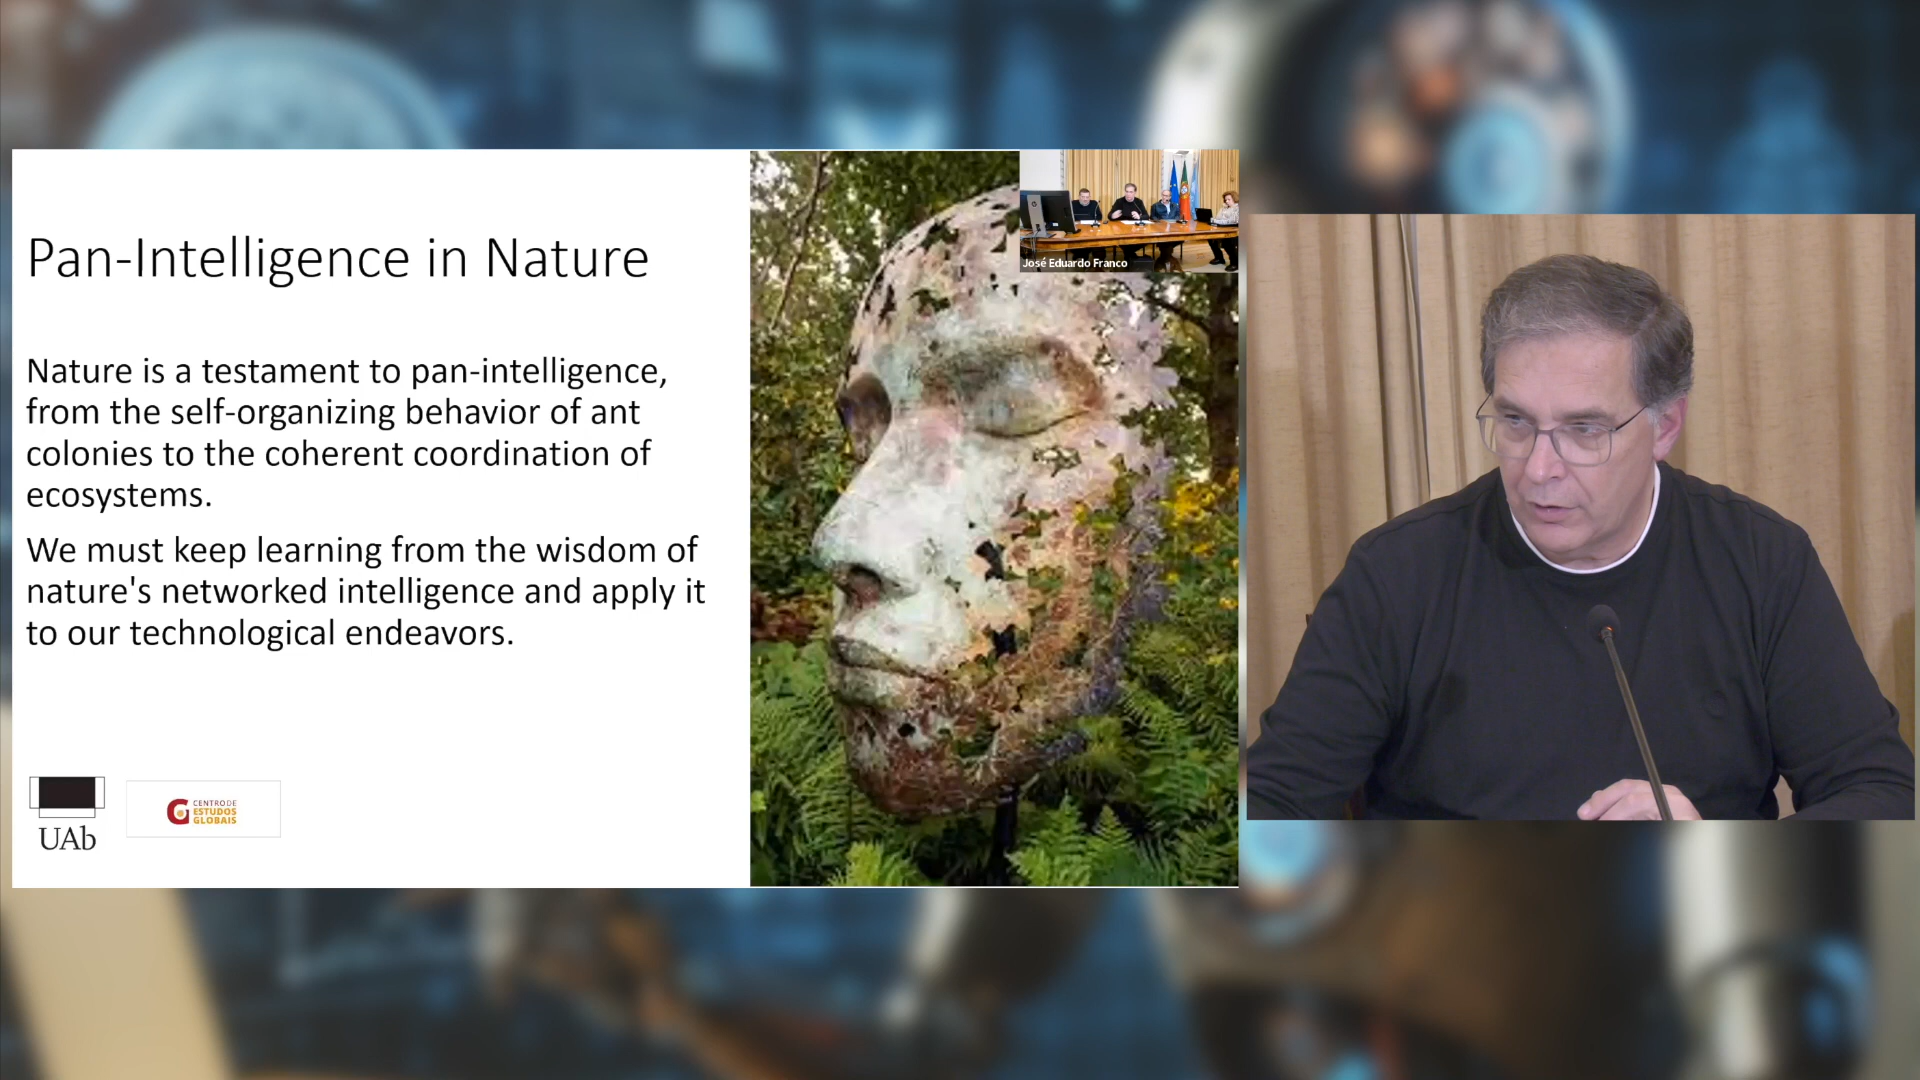 Pan-Intelligence in Nature
Nature is a testament to pan-intelligence,
from the self-organizing behavior of ant
colonies to the coherent coordination of
ecosystems.
We must keep learning from the wisdom of
nature's networked intelligence and apply it
to our technological endeavors.
UAb
CENTRO DE
ESTUDOS
GLOBAIS
José Eduardo Franco